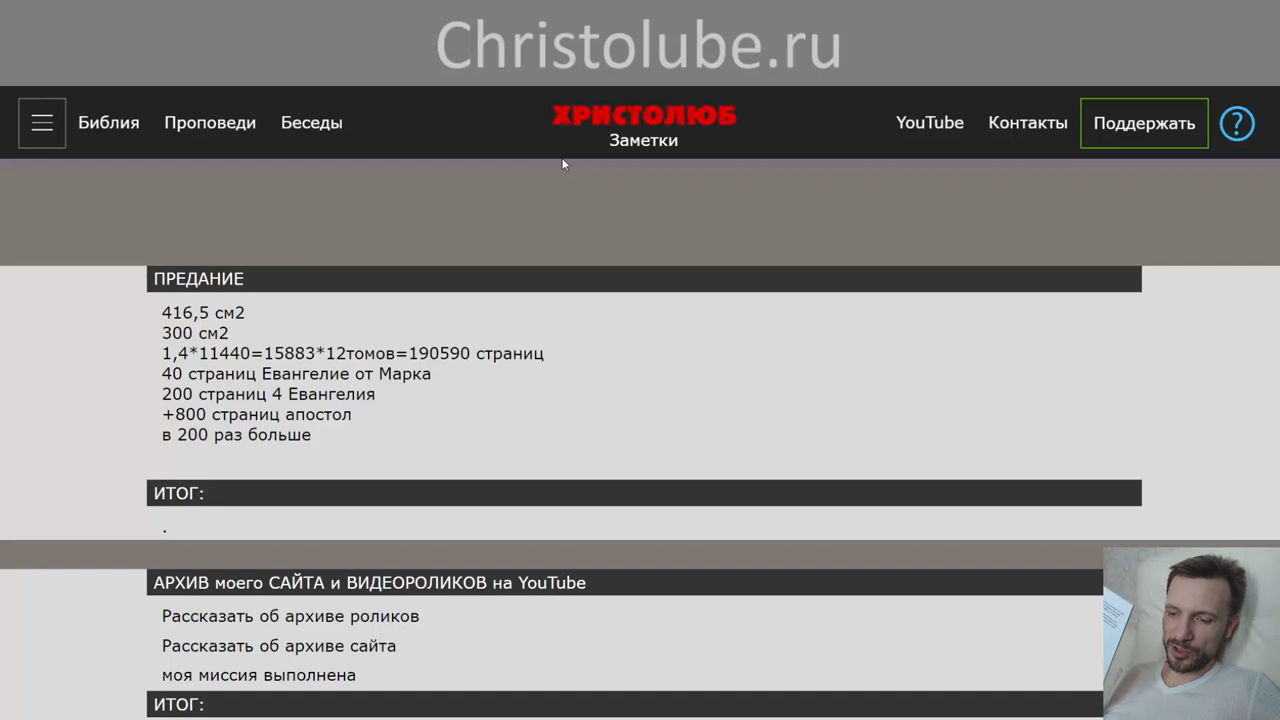 Christolube.ru
Библия Проповеди Беседы
ХРИСТОЛЮБ
Заметки
YouTube Контакты Поддержать ?
ПРЕДАНИЕ
416,5 см2
300 см2
1,4*11440=15883*12томов=190590 страниц
40 страниц Евангелие от Марка
200 страниц 4 Евангелия
+800 страниц апостол
в 200 раз больше
ИТОГ:
.
АРХИВ моего САЙТА и ВИДЕОРОЛИКОВ на YouTube
Рассказать об архиве роликов
Рассказать об архиве сайта
моя миссия выполнена
ИТОГ: